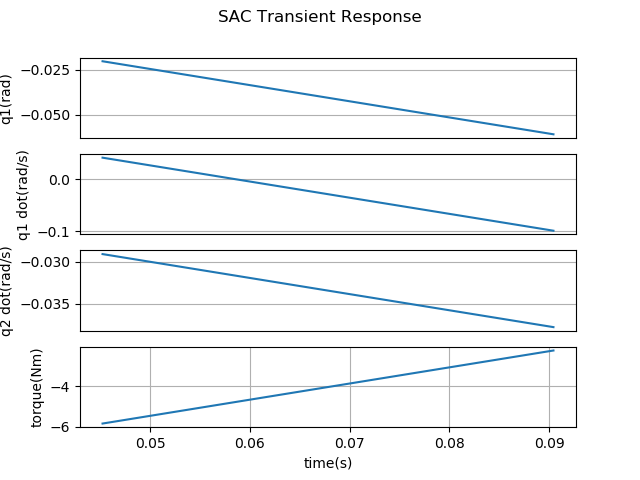 SAC Transient Response
−0.025
−0.050
q1(rad)
0.0
−0.1
q1 dot(rad/s)
−0.030
−0.035
q2 dot(rad/s)
−4
−6
torque(Nm)
0.05 0.06 0.07 0.08 0.09
time(s)